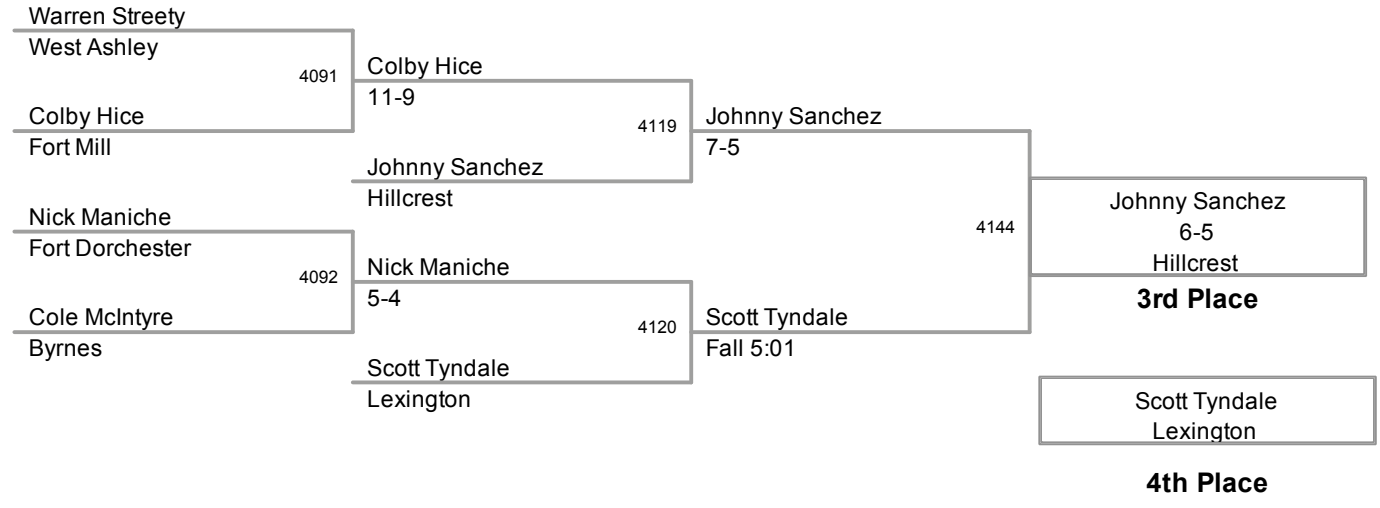 Warren Streety
West Ashley
4091
Colby Hice
Fort Mill
Nick Maniche
Fort Dorchester
4092
Cole McIntyre
Byrnes
Colby Hice
11-9
4119
Johnny Sanchez
Hillcrest
Nick Maniche
5-4
4120
Scott Tyndale
Lexington
Johnny Sanchez
7-5
4144
Scott Tyndale
Fall 5:01
Johnny Sanchez
6-5
Hillcrest
3rd Place
Scott Tyndale
Lexington
4th Place